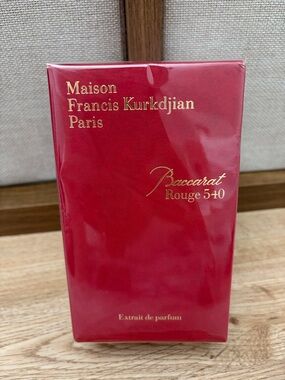 Maison
Francis Kurkdjian
Paris
Baccarat
Rouge 540
Extrait de parfum